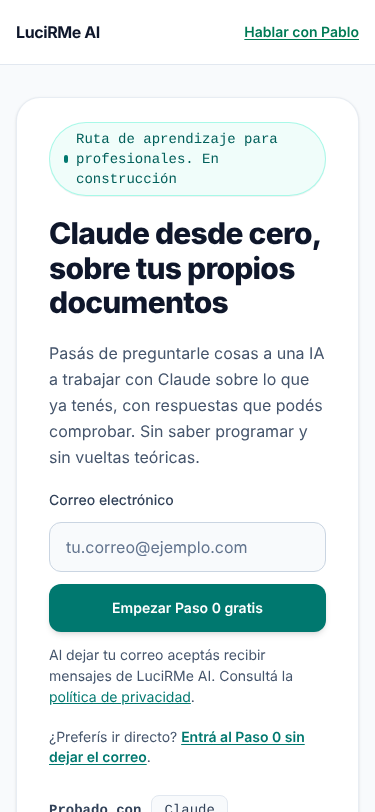 LuciRMe AI
Hablar con Pablo
Ruta de aprendizaje para
profesionales. En
construcción
Claude desde cero,
sobre tus propios
documentos
Pasás de preguntarle cosas a una IA
a trabajar con Claude sobre lo que
ya tenés, con respuestas que podés
comprobar. Sin saber programar y
sin vueltas teóricas.
Correo electrónico
tu.correo@ejemplo.com
Empezar Paso 0 gratis
Al dejar tu correo aceptás recibir
mensajes de LuciRMe AI. Consultá la
política de privacidad.
¿Preferís ir directo? Entrá al Paso 0 sin
dejar el correo.
Probado con Claude